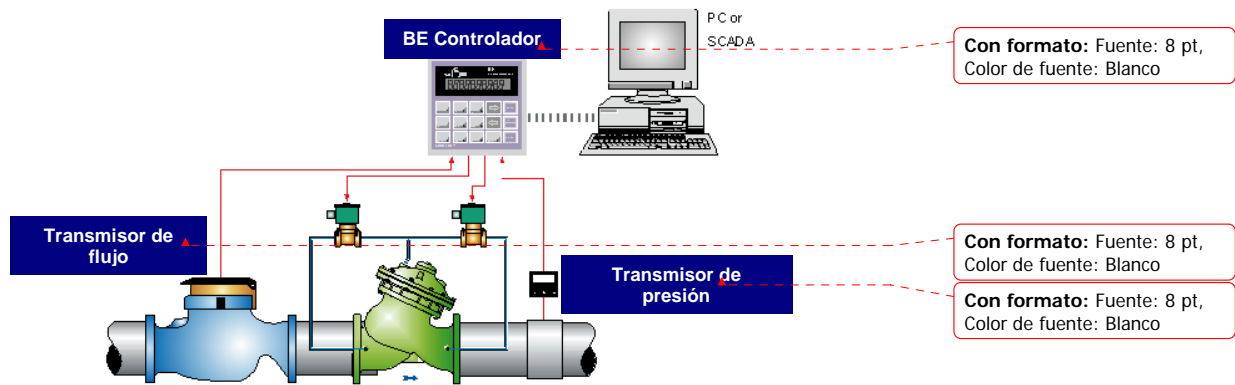 PC or
SCADA
BE Controlador
Con formato: Fuente: 8 pt,
Color de fuente: Blanco
Transmisor de
flujo
Con formato: Fuente: 8 pt,
Color de fuente: Blanco
Transmisor de
presión
Con formato: Fuente: 8 pt,
Color de fuente: Blanco